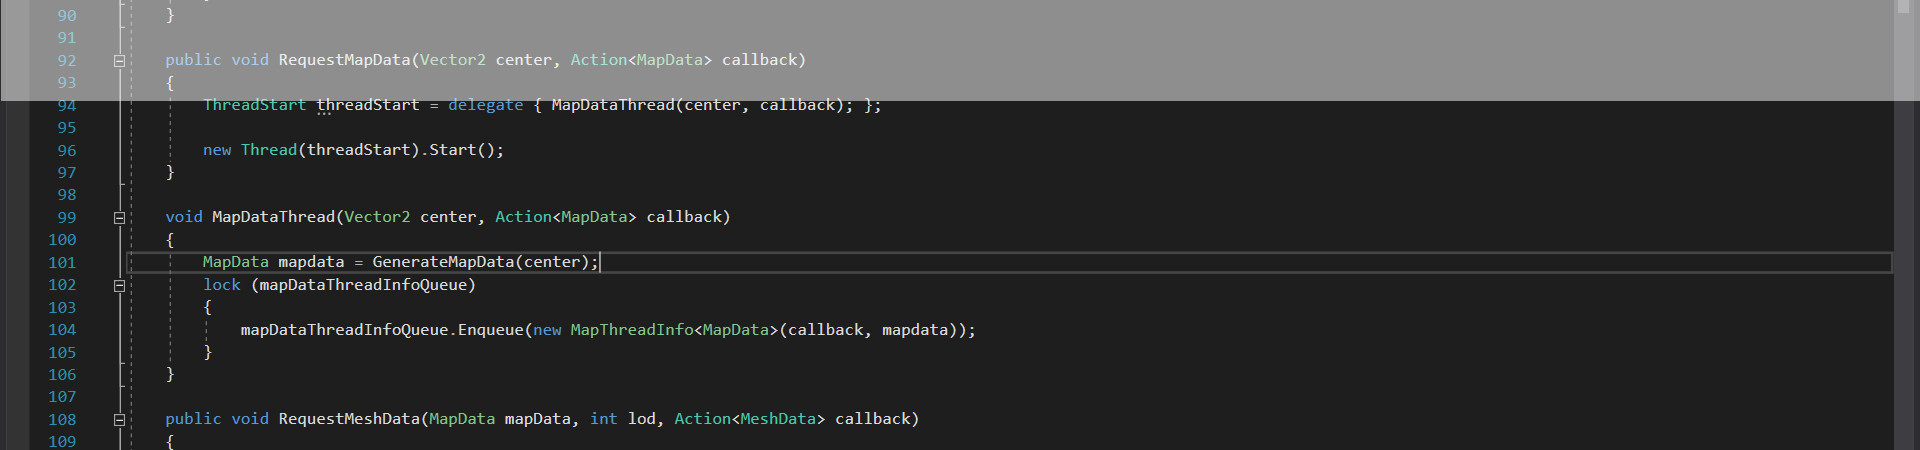 90 }
91
92 public void RequestMapData(Vector2 center, Action<MapData> callback)
93 {
94 ThreadStart threadStart = delegate { MapDataThread(center, callback); };
95
96 new Thread(threadStart).Start();
97 }
98
99 void MapDataThread(Vector2 center, Action<MapData> callback)
100 {
101 MapData mapdata = GenerateMapData(center);
102 lock (mapDataThreadInfoQueue)
103 {
104 mapDataThreadInfoQueue.Enqueue(new MapThreadInfo<MapData>(callback, mapdata));
105 }
106 }
107
108 public void RequestMeshData(MapData mapData, int lod, Action<MeshData> callback)
109 {